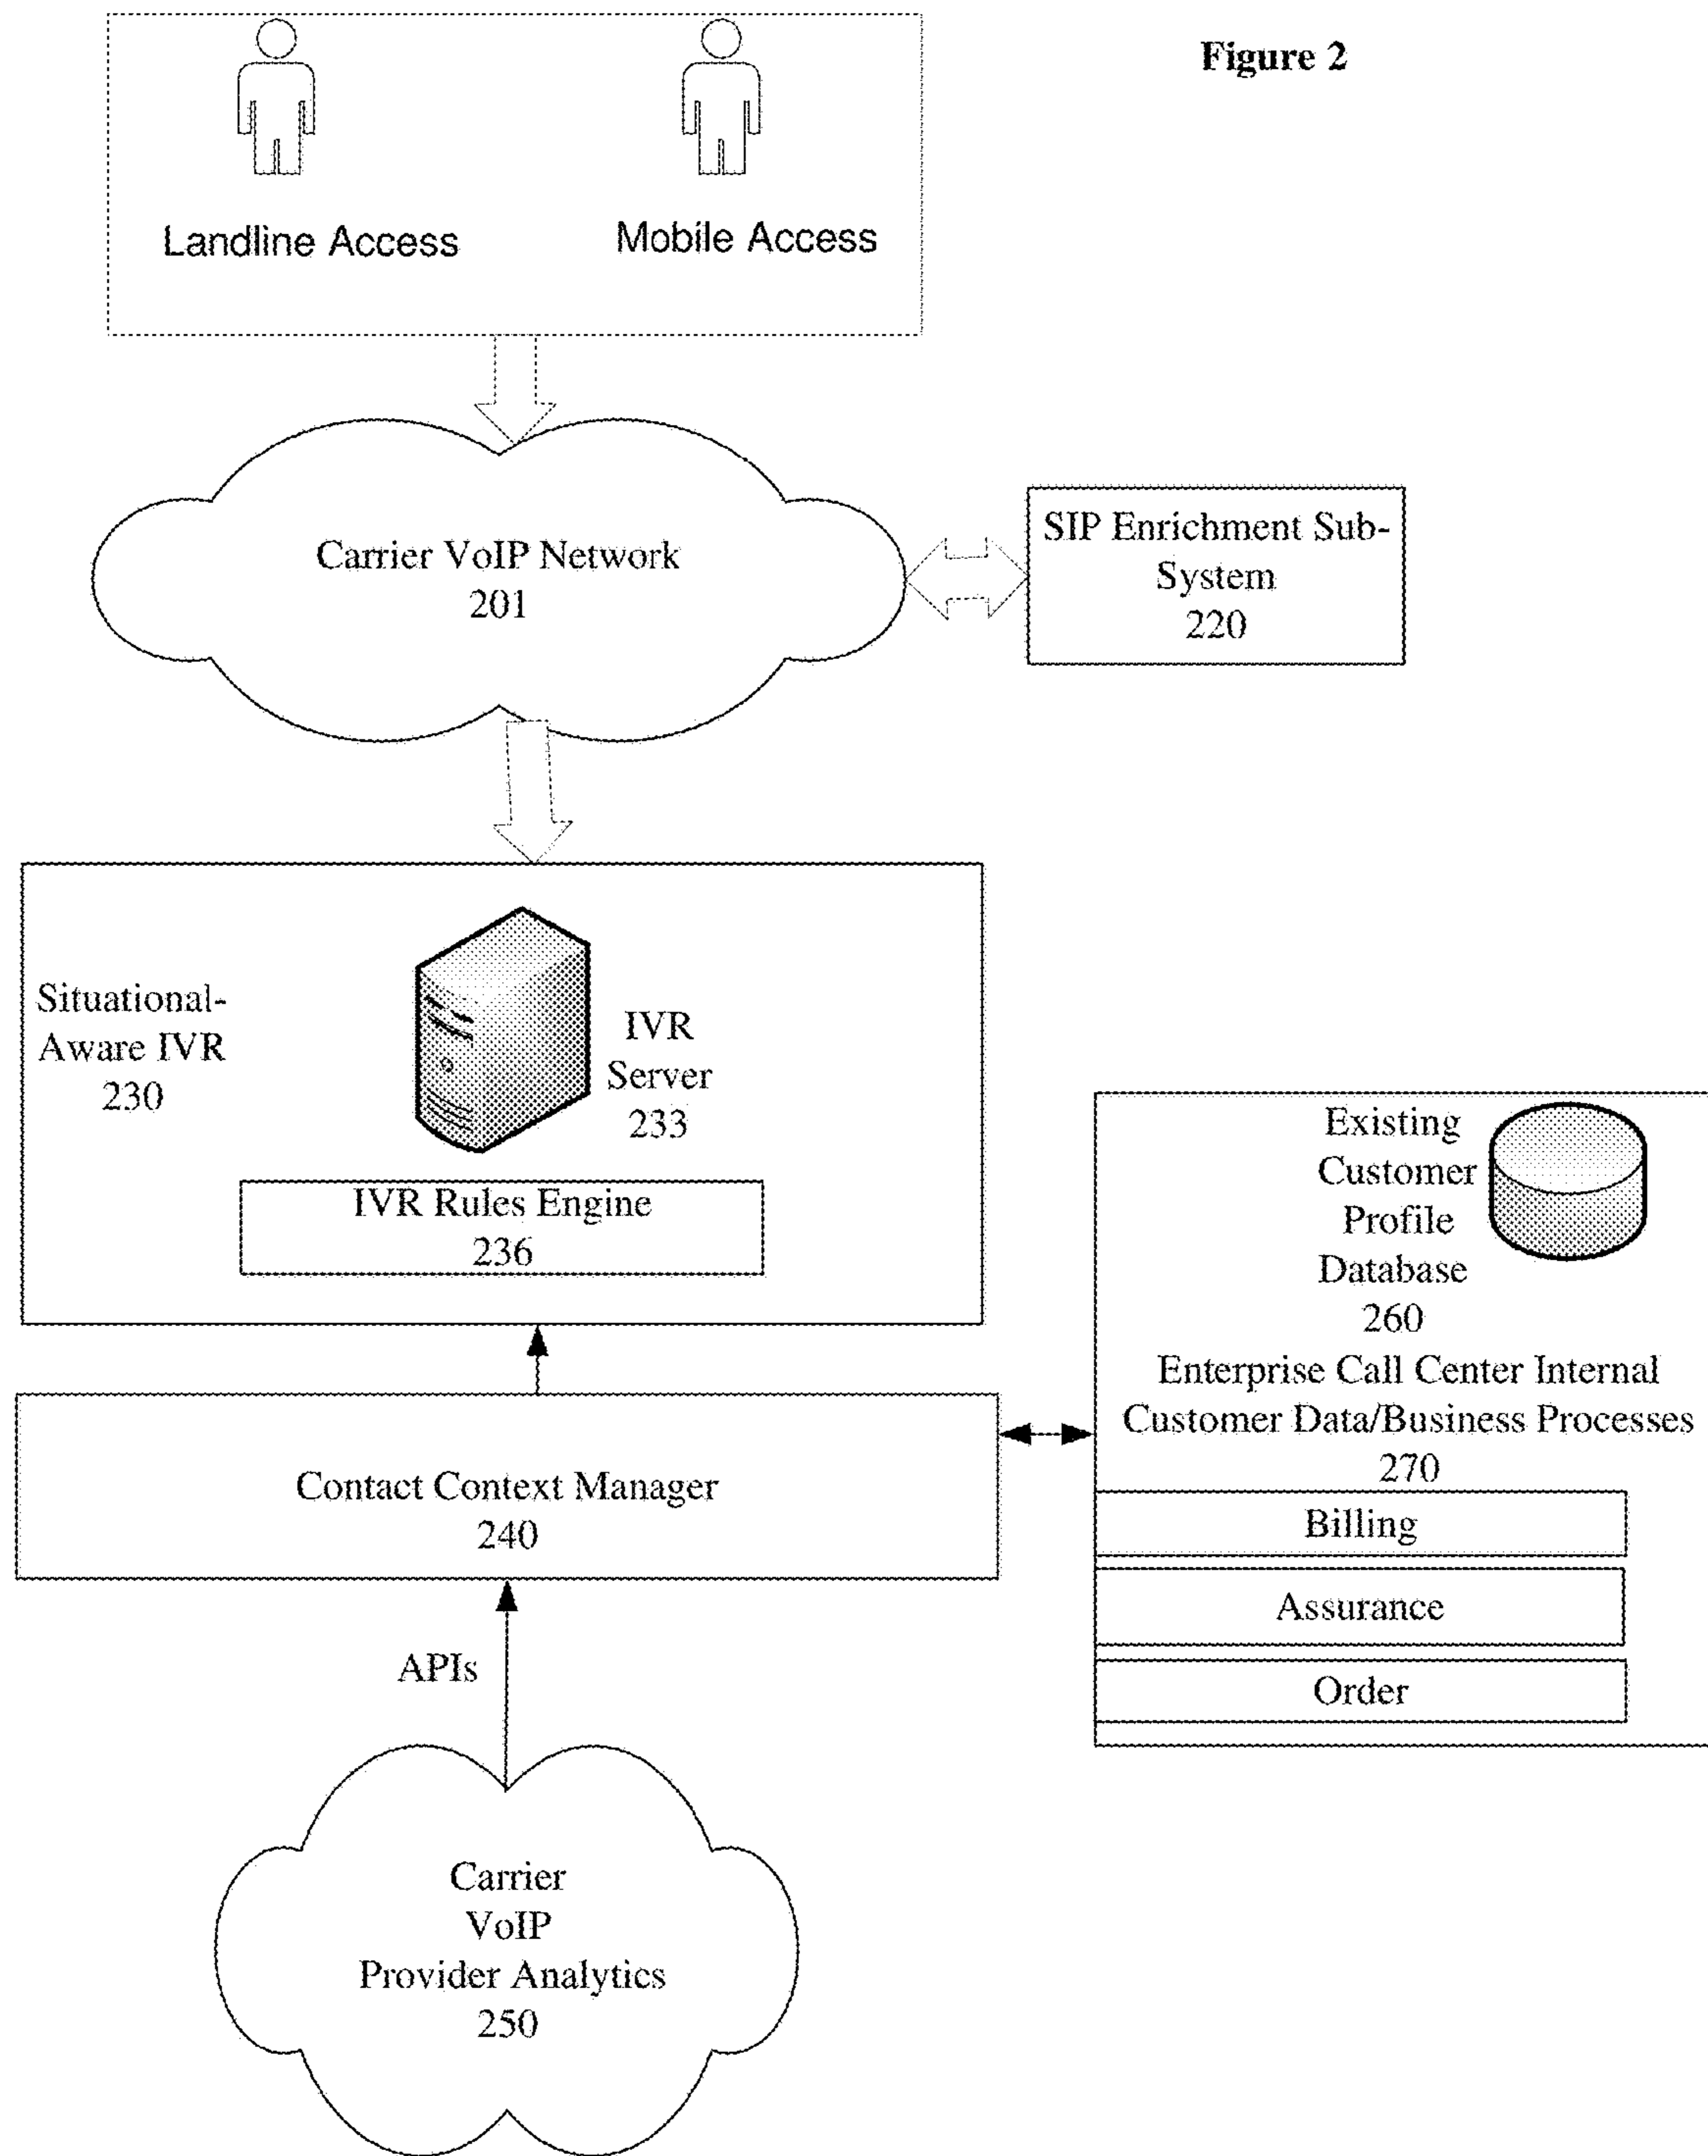 Figure 2
Landline Access
Mobile Access
Carrier VoIP Network
201
SIP Enrichment Sub-
System
220
Situational-
Aware IVR
230
IVR
Server
233
IVR Rules Engine
236
Existing
Customer
Profile
Database
260
Enterprise Call Center Internal
Customer Data/Business Processes
270
Billing
Assurance
Order
Contact Context Manager
240
APIs
Carrier
VoIP
Provider Analytics
250